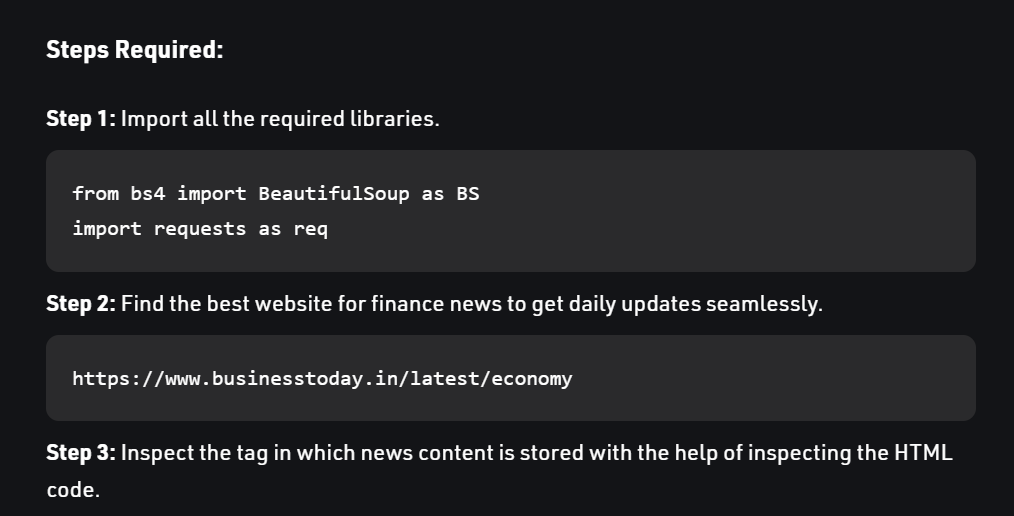 Steps Required:
Step 1: Import all the required libraries.
from bs4 import BeautifulSoup as BS
import requests as req
Step 2: Find the best website for finance news to get daily updates seamlessly.
https://www.businesstoday.in/latest/economy
Step 3: Inspect the tag in which news content is stored with the help of inspecting the HTML
code.